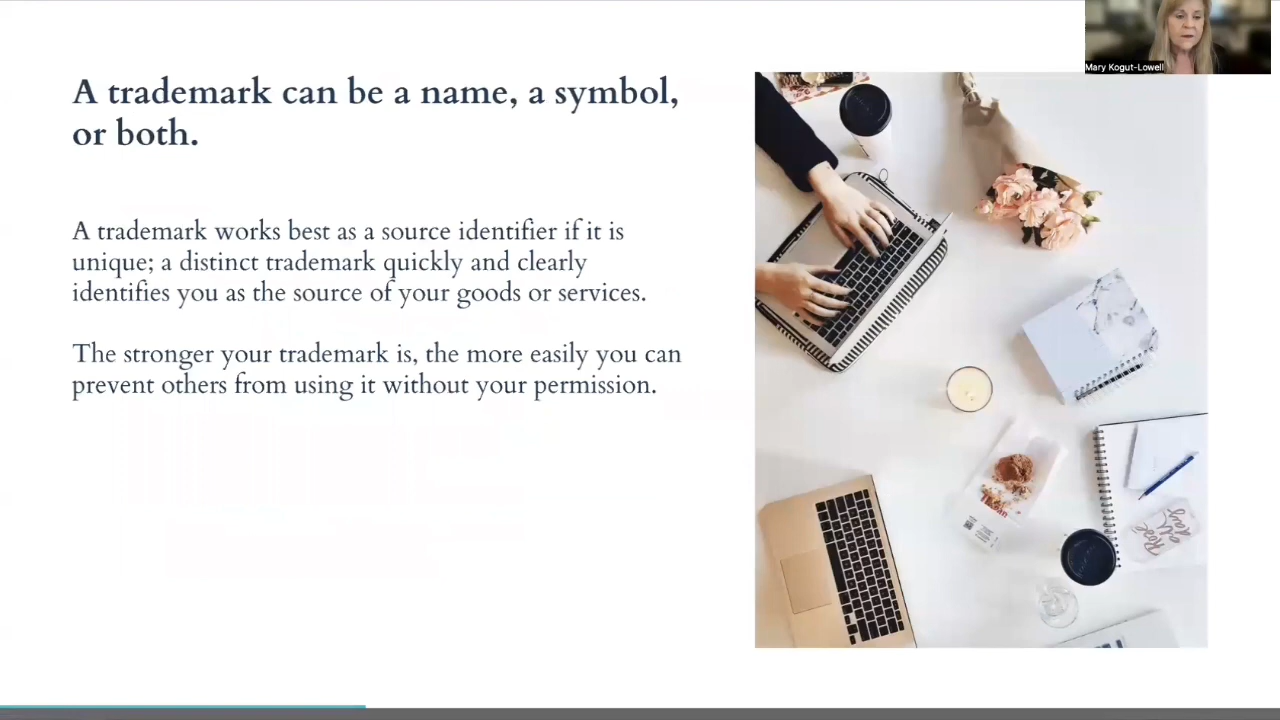 Mary Kogut-Lowell
A trademark can be a name, a symbol,
or both.
A trademark works best as a source identifier if it is
unique; a distinct trademark quickly and clearly
identifies you as the source of your goods or services.
The stronger your trademark is, the more easily you can
prevent others from using it without your permission.